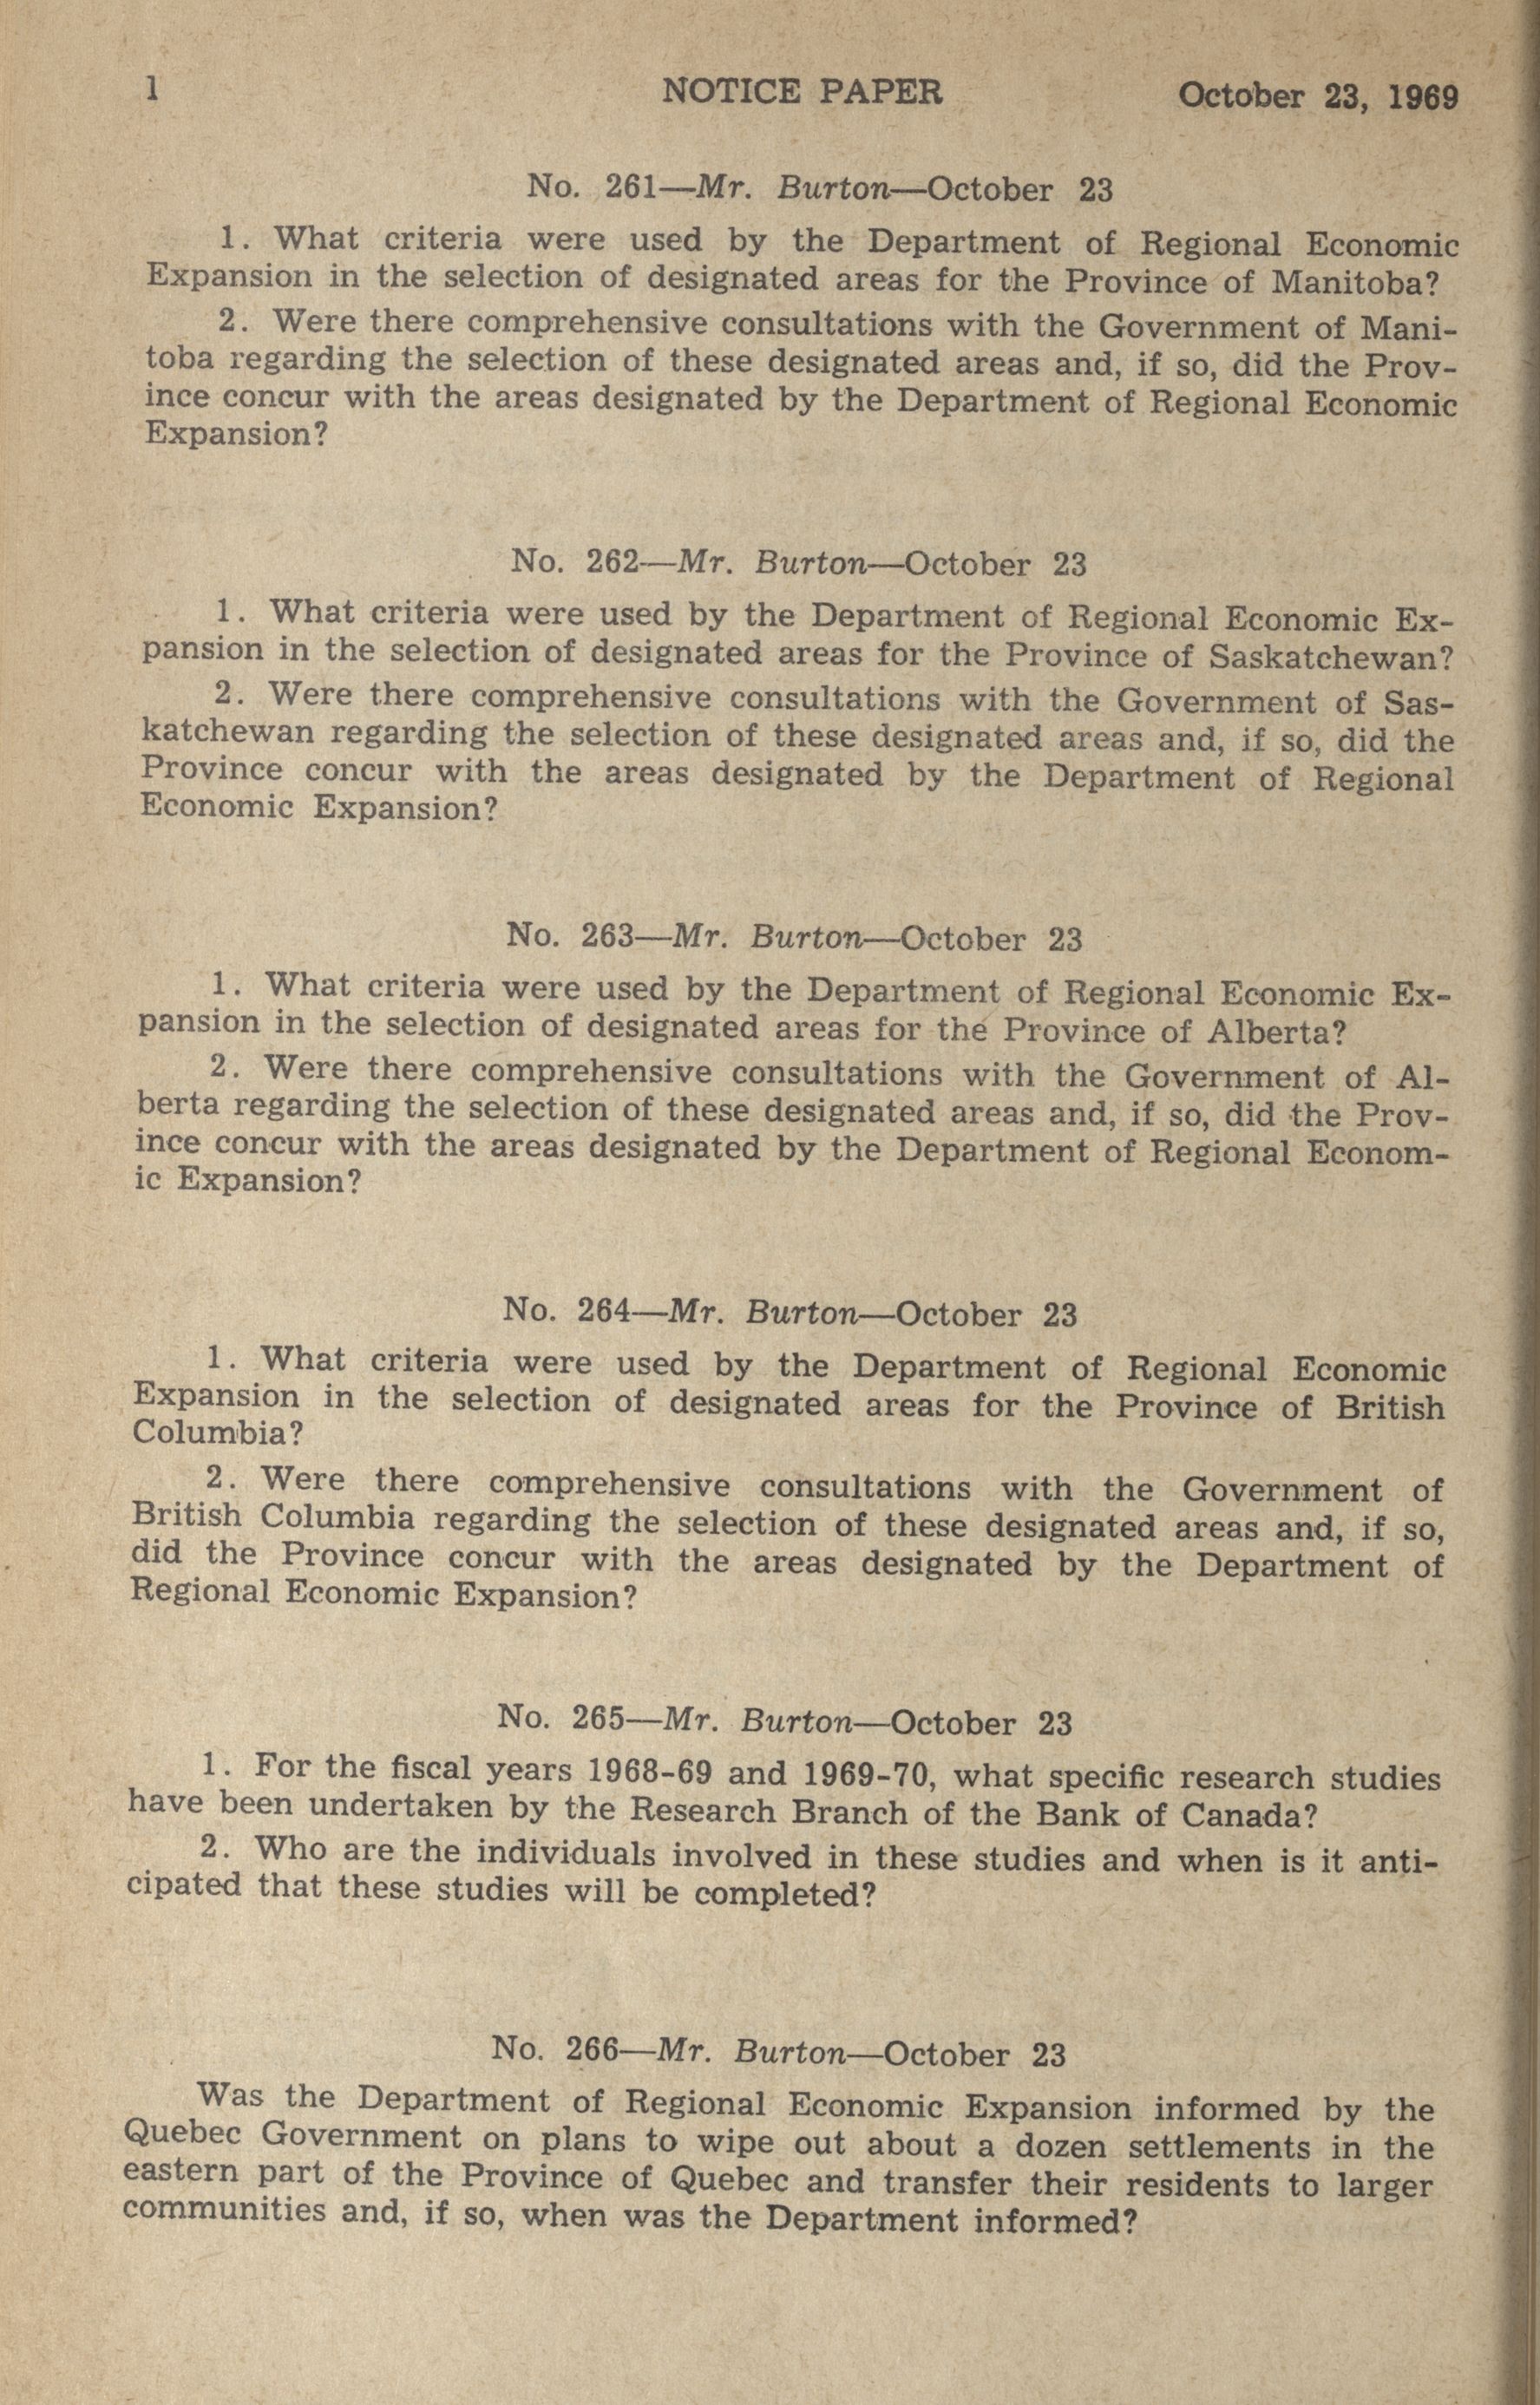 1 NOTICE PAPER October 23, 1969
No. 261—Mr. Burton—October 23
1. What criteria were used by the Department of Regional Economic
Expansion in the selection of designated areas for the Province of Manitoba?
2. Were there comprehensive consultations with the Government of Mani-
toba regarding the selection of these designated areas and, if so, did the Prov-
ince concur with the areas designated by the Department of Regional Economic
Expansion?
No. 262—Mr. Burton—October 23
1. What criteria were used by the Department of Regional Economic Ex-
pansion in the selection of designated areas for the Province of Saskatchewan?
2. Were there comprehensive consultations with the Government of Sas-
katchewan regarding the selection of these designated areas and, if so, did the
Province concur with the areas designated by the Department of Regional
Economic Expansion?
No. 263—Mr. Burton—October 23
1. What criteria were used by the Department of Regional Economic Ex-
pansion in the selection of designated areas for the Province of Alberta?
2. Were there comprehensive consultations with the Government of Al-
berta regarding the selection of these designated areas and, if so, did the Prov-
ince concur with the areas designated by the Department of Regional Econom-
ic Expansion?
No. 264—Mr. Burton—October 23
1. What criteria were used by the Department of Regional Economic
Expansion in the selection of designated areas for the Province of British
Columbia?
2. Were there comprehensive consultations with the Government of
British Columbia regarding the selection of these designated areas and, if so,
did the Province concur with the areas designated by the Department of
Regional Economic Expansion?
No. 265—Mr. Burton—October 23
1. For the fiscal years 1968-69 and 1969-70, what specific research studies
have been undertaken by the Research Branch of the Bank of Canada?
2. Who are the individuals involved in these studies and when is it anti-
cipated that these studies will be completed?
No. 266—Mr. Burton—October 23
Was the Department of Regional Economic Expansion informed by the
Quebec Government on plans to wipe out about a dozen settlements in the
eastern part of the Province of Quebec and transfer their residents to larger
communities and, if so, when was the Department informed?